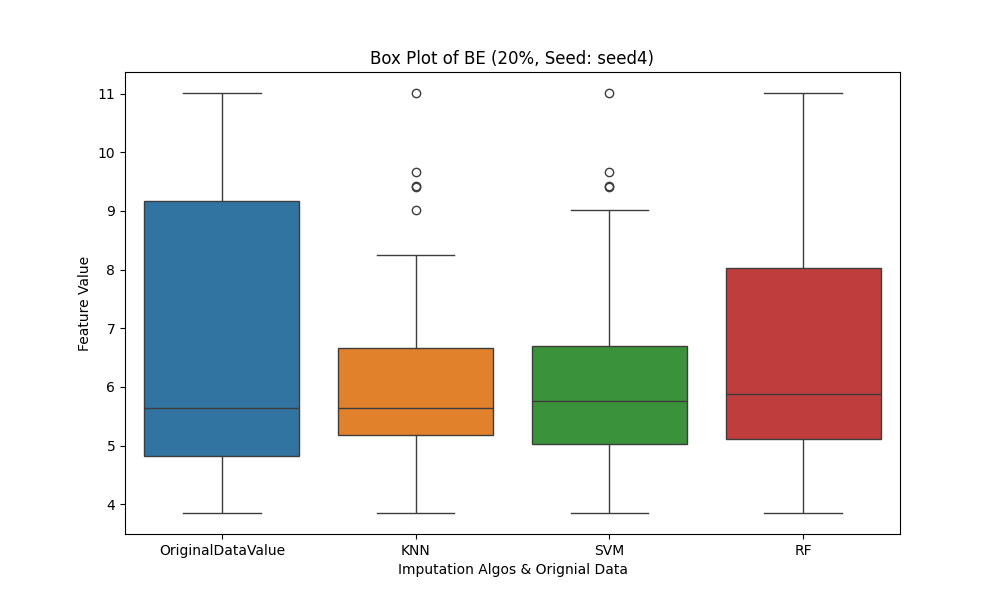 Box Plot of BE (20%, Seed: seed4)
11
10
9
8
7
6
5
4
Feature Value
OriginalDataValue
KNN
SVM
RF
Imputation Algos & Orignial Data